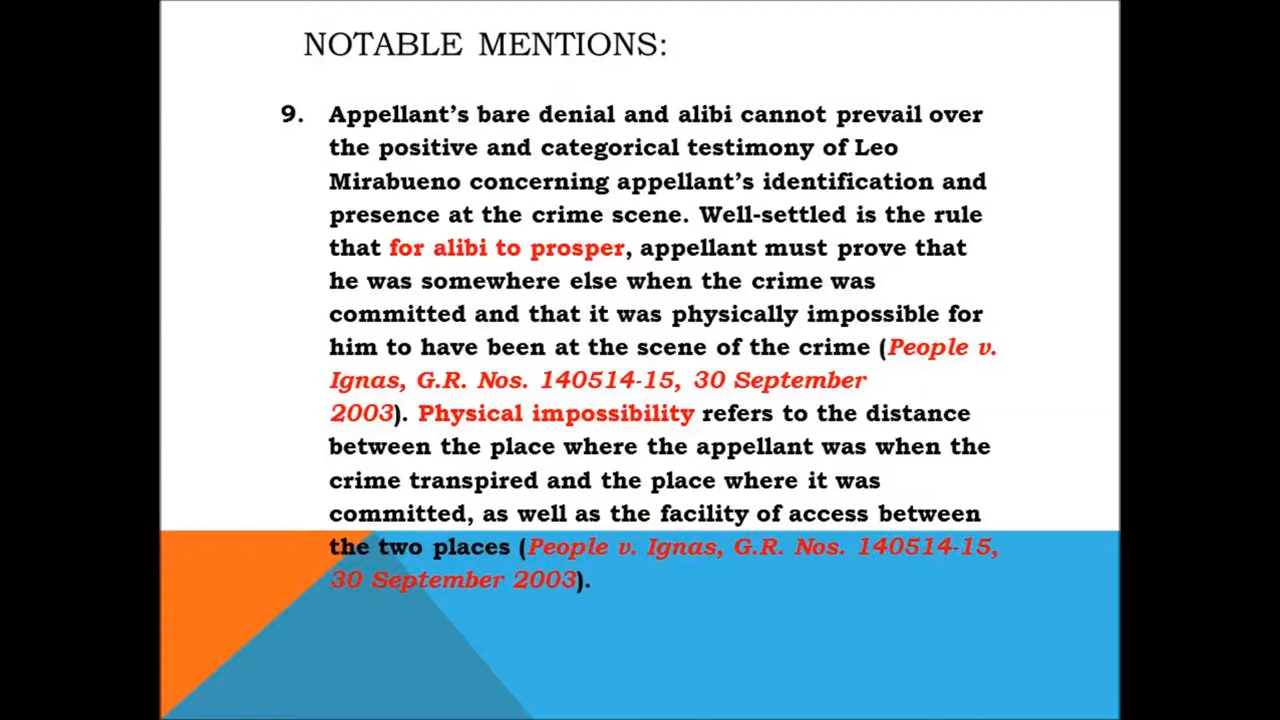 NOTABLE MENTIONS:
9. Appellant's bare denial and alibi cannot prevail over
the positive and categorical testimony of Leo
Mirabueno concerning appellant's identification and
presence at the crime scene. Well-settled is the rule
that for alibi to prosper, appellant must prove that
he was somewhere else when the crime was
committed and that it was physically impossible for
him to have been at the scene of the crime (People v.
Ignas, G.R. Nos. 140514-15, 30 September
2003). Physical impossibility refers to the distance
between the place where the appellant was when the
crime transpired and the place where it was
committed, as well as the facility of access between
the two places (People v. Ignas, G.R. Nos. 140514-15,
30 September 2003).